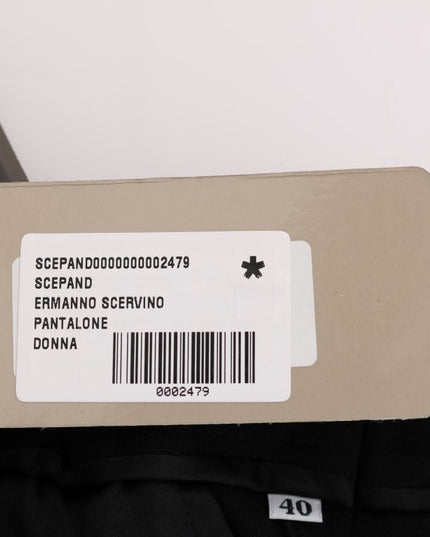 SCEPAND0000000002479
SCEPAND
ERMANNO SCERVINO
PANTALONE
DONNA
*
0002479
40